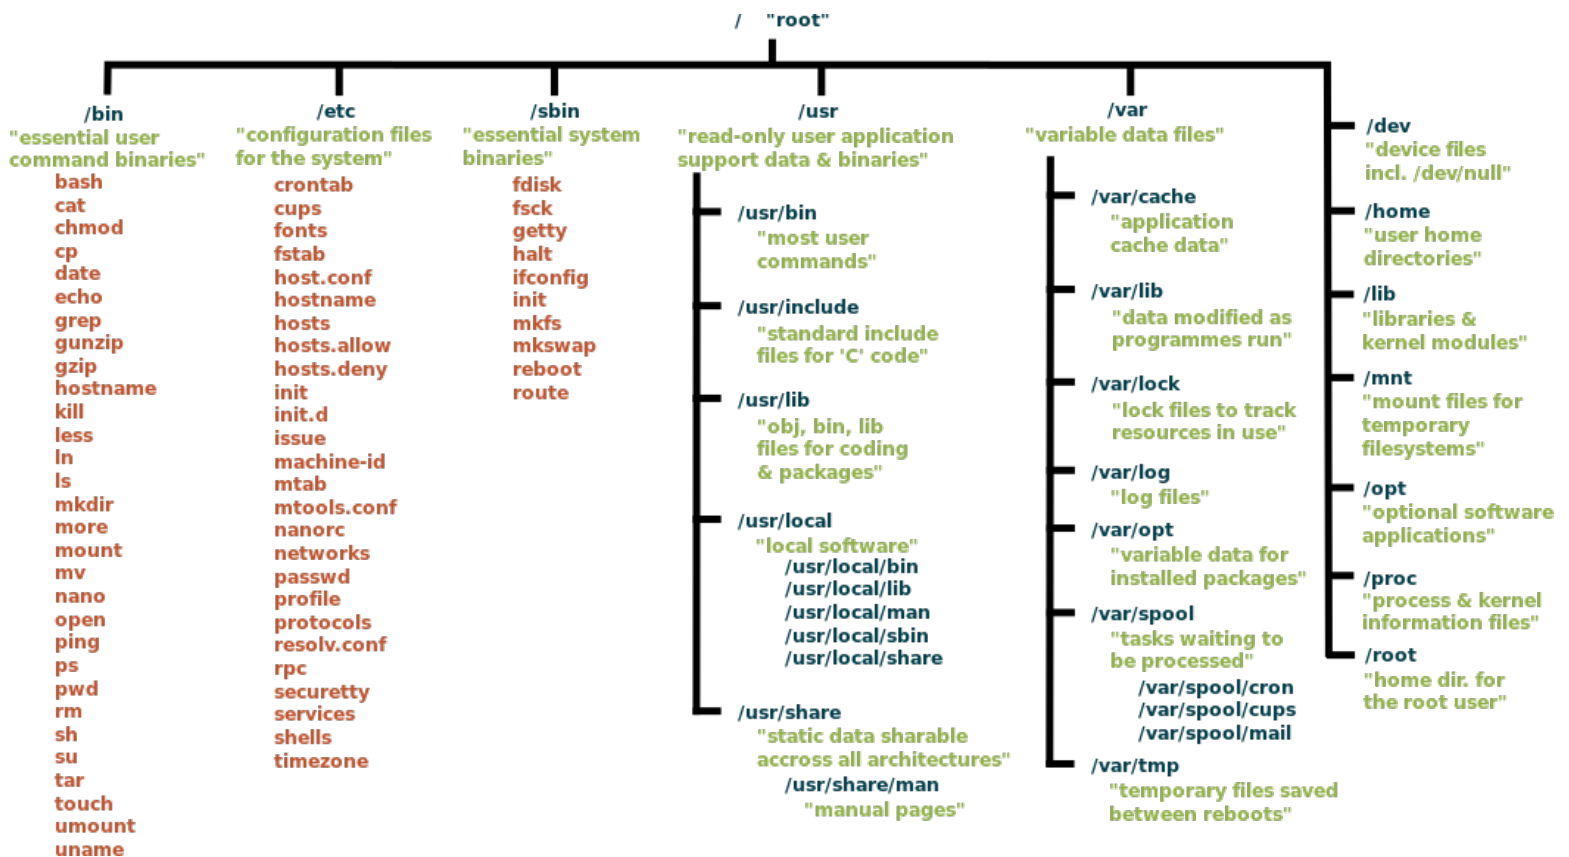 / "root"
/bin
"essential user
command binaries"
bash
cat
chmod
cp
date
echo
grep
gunzip
gzip
hostname
kill
less
ln
ls
mkdir
more
mount
mv
nano
open
ping
ps
pwd
rm
sh
su
tar
touch
umount
uname
/etc
"configuration files
for the system"
crontab
cups
fonts
fstab
host.conf
hostname
hosts
hosts.allow
hosts.deny
init
init.d
issue
machine-id
mtab
mtools.conf
nanorc
networks
passwd
profile
protocols
resolv.conf
rpc
securetty
services
shells
timezone
/sbin
"essential system
binaries"
fdisk
fsck
getty
halt
ifconfig
init
mkfs
mkswap
reboot
route
/usr
"read-only user application
support data & binaries"
/usr/bin
"most user
commands"
/usr/include
"standard include
files for 'C' code"
/usr/lib
"obj, bin, lib
files for coding
& packages"
/usr/local
"local software"
/usr/local/bin
/usr/local/lib
/usr/local/man
/usr/local/sbin
/usr/local/share
/usr/share
"static data sharable
accross all architectures"
/usr/share/man
"manual pages"
/var
"variable data files"
/var/cache
"application
cache data"
/var/lib
"data modified as
programmes run"
/var/lock
"lock files to track
resources in use"
/var/log
"log files"
/var/opt
"variable data for
installed packages"
/var/spool
"tasks waiting to
be processed"
/var/spool/cron
/var/spool/cups
/var/spool/mail
/var/tmp
"temporary files saved
between reboots"
/dev
"device files
incl. /dev/null"
/home
"user home
directories"
/lib
"libraries &
kernel modules"
/mnt
"mount files for
temporary
filesystems"
/opt
"optional software
applications"
/proc
"process & kernel
information files"
/root
"home dir. for
the root user"